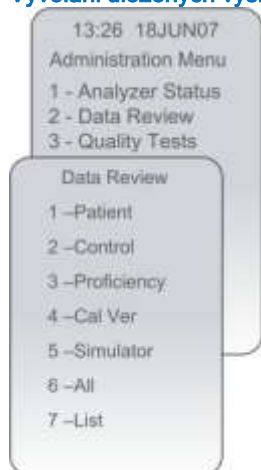 13:26 18JUN07
Administration Menu
1 - Analyzer Status
2 - Data Review
3 - Quality Tests
Data Review
1 –Patient
2 –Control
3 –Proficiency
4 –Cal Ver
5 –Simulator
6 –All
7 –List